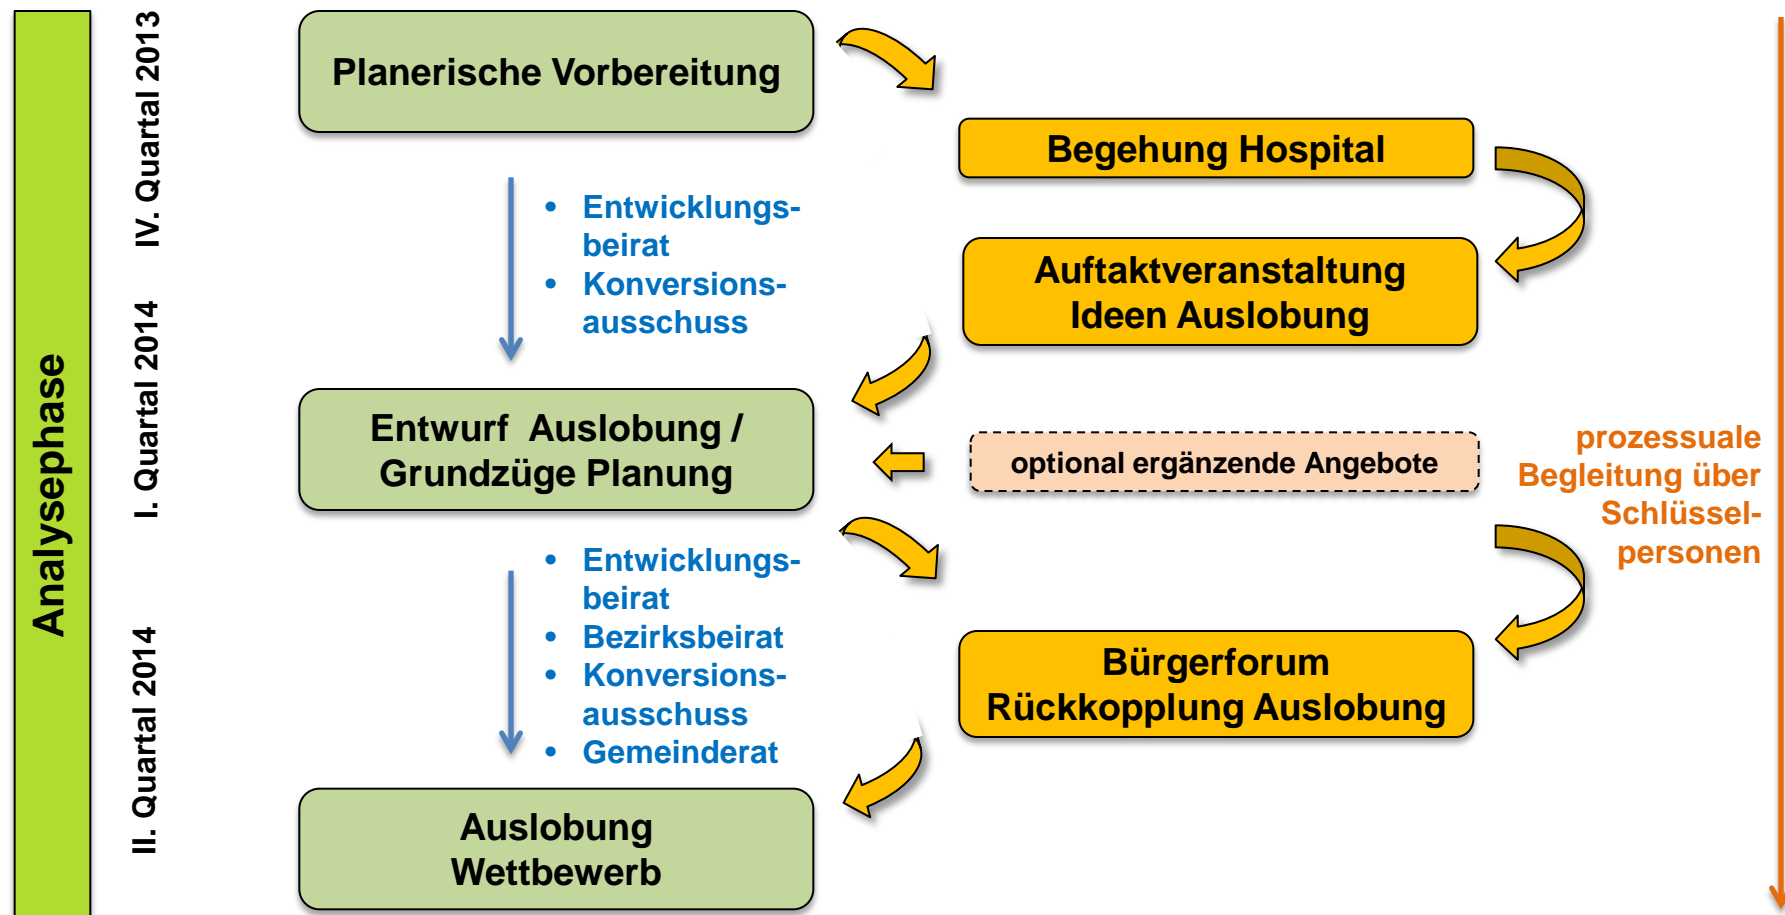 Analysephase
IV. Quartal 2013
I. Quartal 2014
II. Quartal 2014
Planerische Vorbereitung
Begehung Hospital
• Entwicklungs-
beirat
• Konversions-
ausschuss
Auftaktveranstaltung
Ideen Auslobung
Entwurf Auslobung /
Grundzüge Planung
optional ergänzende Angebote
prozessuale
Begleitung über
Schlüssel-
personen
• Entwicklungs-
beirat
• Bezirksbeirat
• Konversions-
ausschuss
• Gemeinderat
Bürgerforum
Rückkopplung Auslobung
Auslobung
Wettbewerb